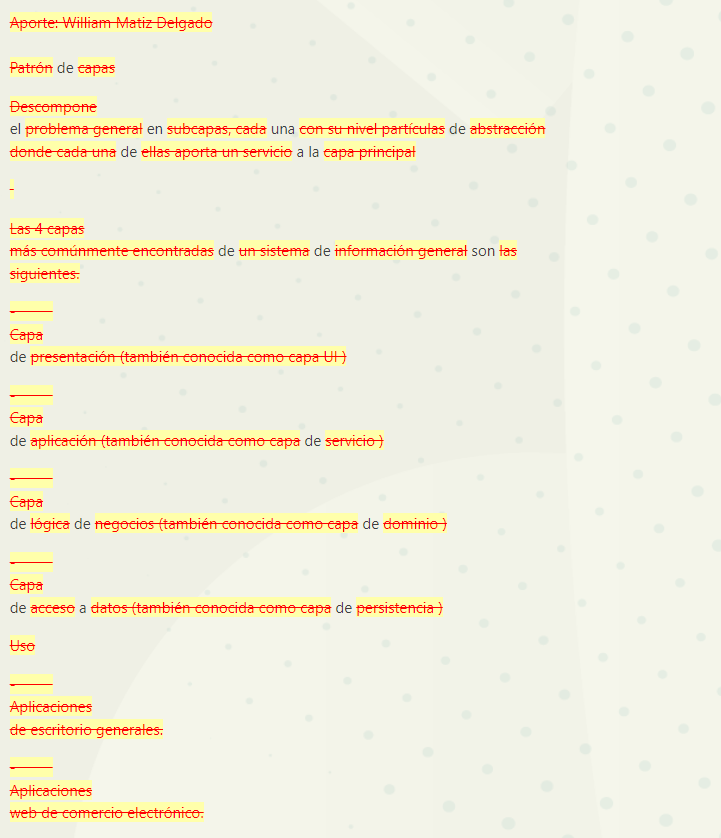 Aporte: William Matiz Delgado
Patrón de capas
Descompone
el problema general en subcapas, cada una con su nivel partículas de abstracción
donde cada una de ellas aporta un servicio a la capa principal
-
Las 4 capas
más comúnmente encontradas de un sistema de información general son las
siguientes.
-
Capa
de presentación (también conocida como capa UI )
-
Capa
de aplicación (también conocida como capa de servicio )
-
Capa
de lógica de negocios (también conocida como capa de dominio )
-
Capa
de acceso a datos (también conocida como capa de persistencia )
Uso
-
Aplicaciones
de escritorio generales.
-
Aplicaciones
web de comercio electrónico.